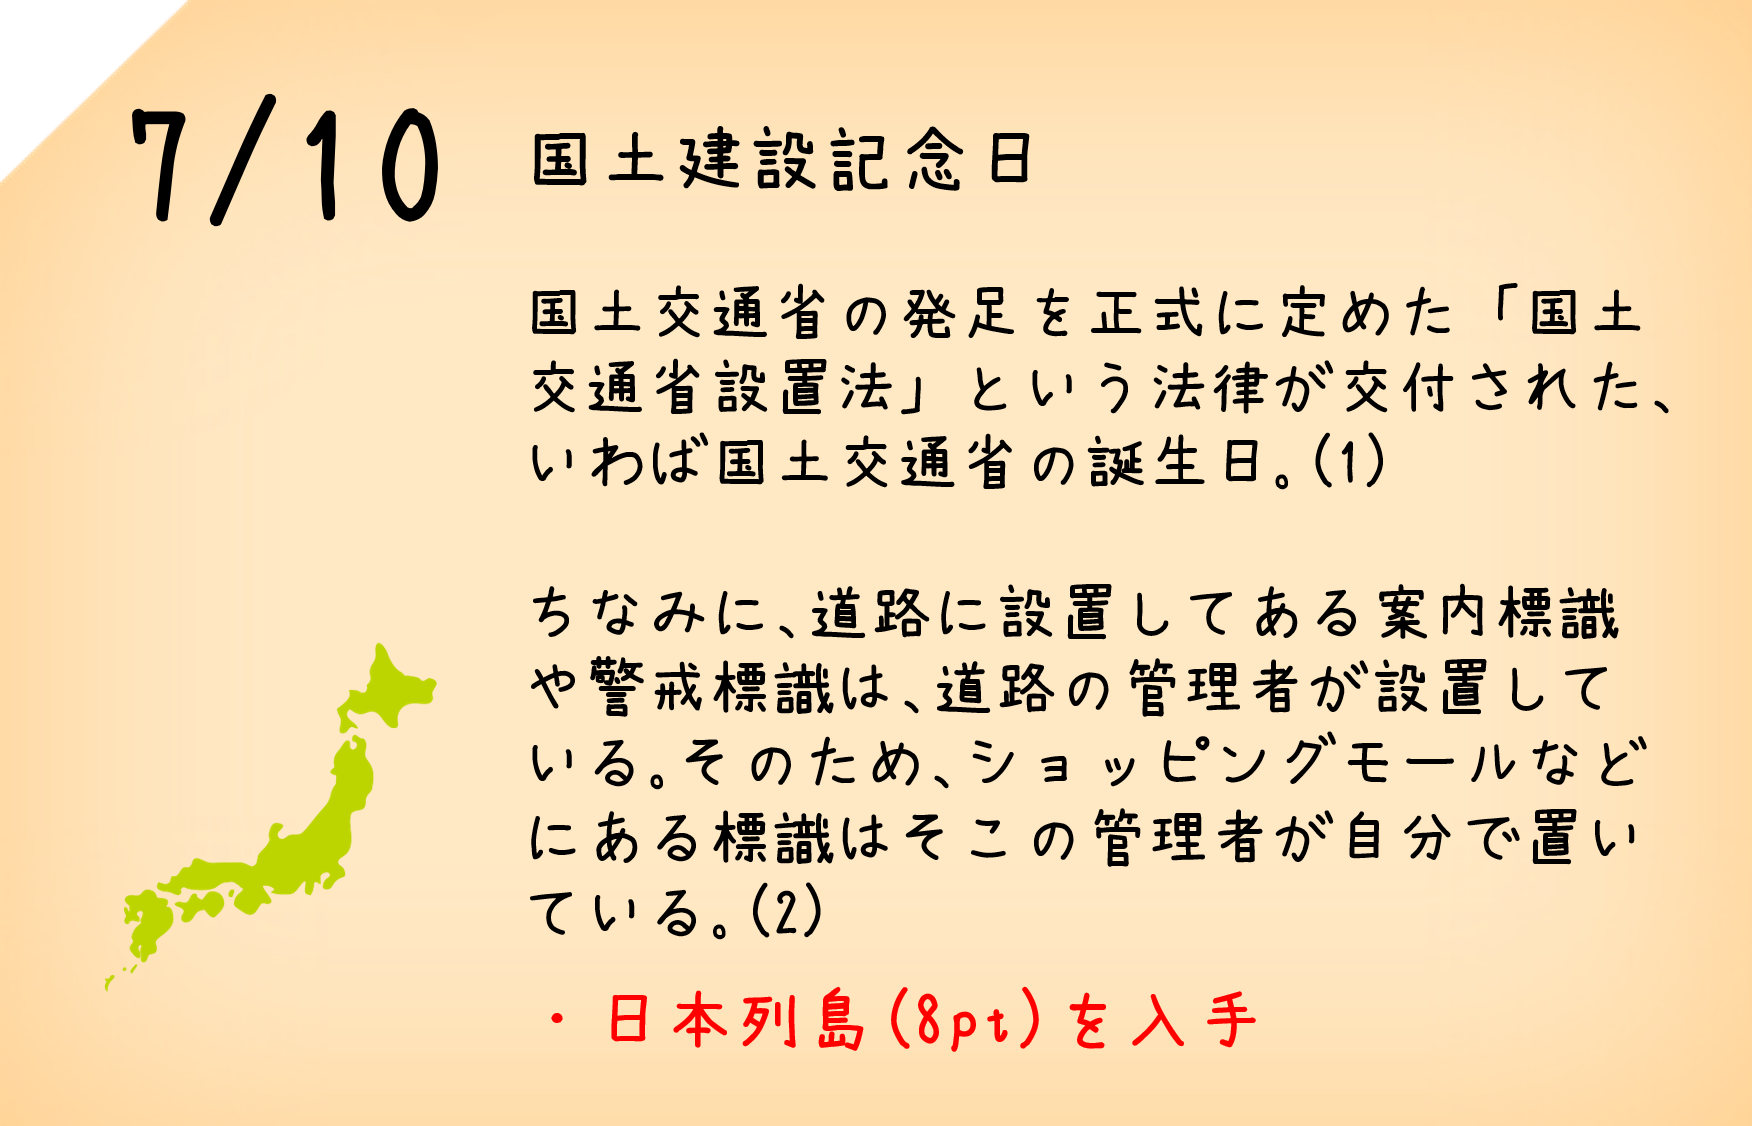 7/10 国土建設記念日
国土交通省の発足を正式に定めた「国土
交通省設置法」という法律が交付された、
いわば国土交通省の誕生日。(1)
ちなみに、道路に設置してある案内標識
や警戒標識は、道路の管理者が設置して
いる。そのため、ショッピングモールなど
にある標識はそこの管理者が自分で置い
ている。(2)
・日本列島(8pt)を入手